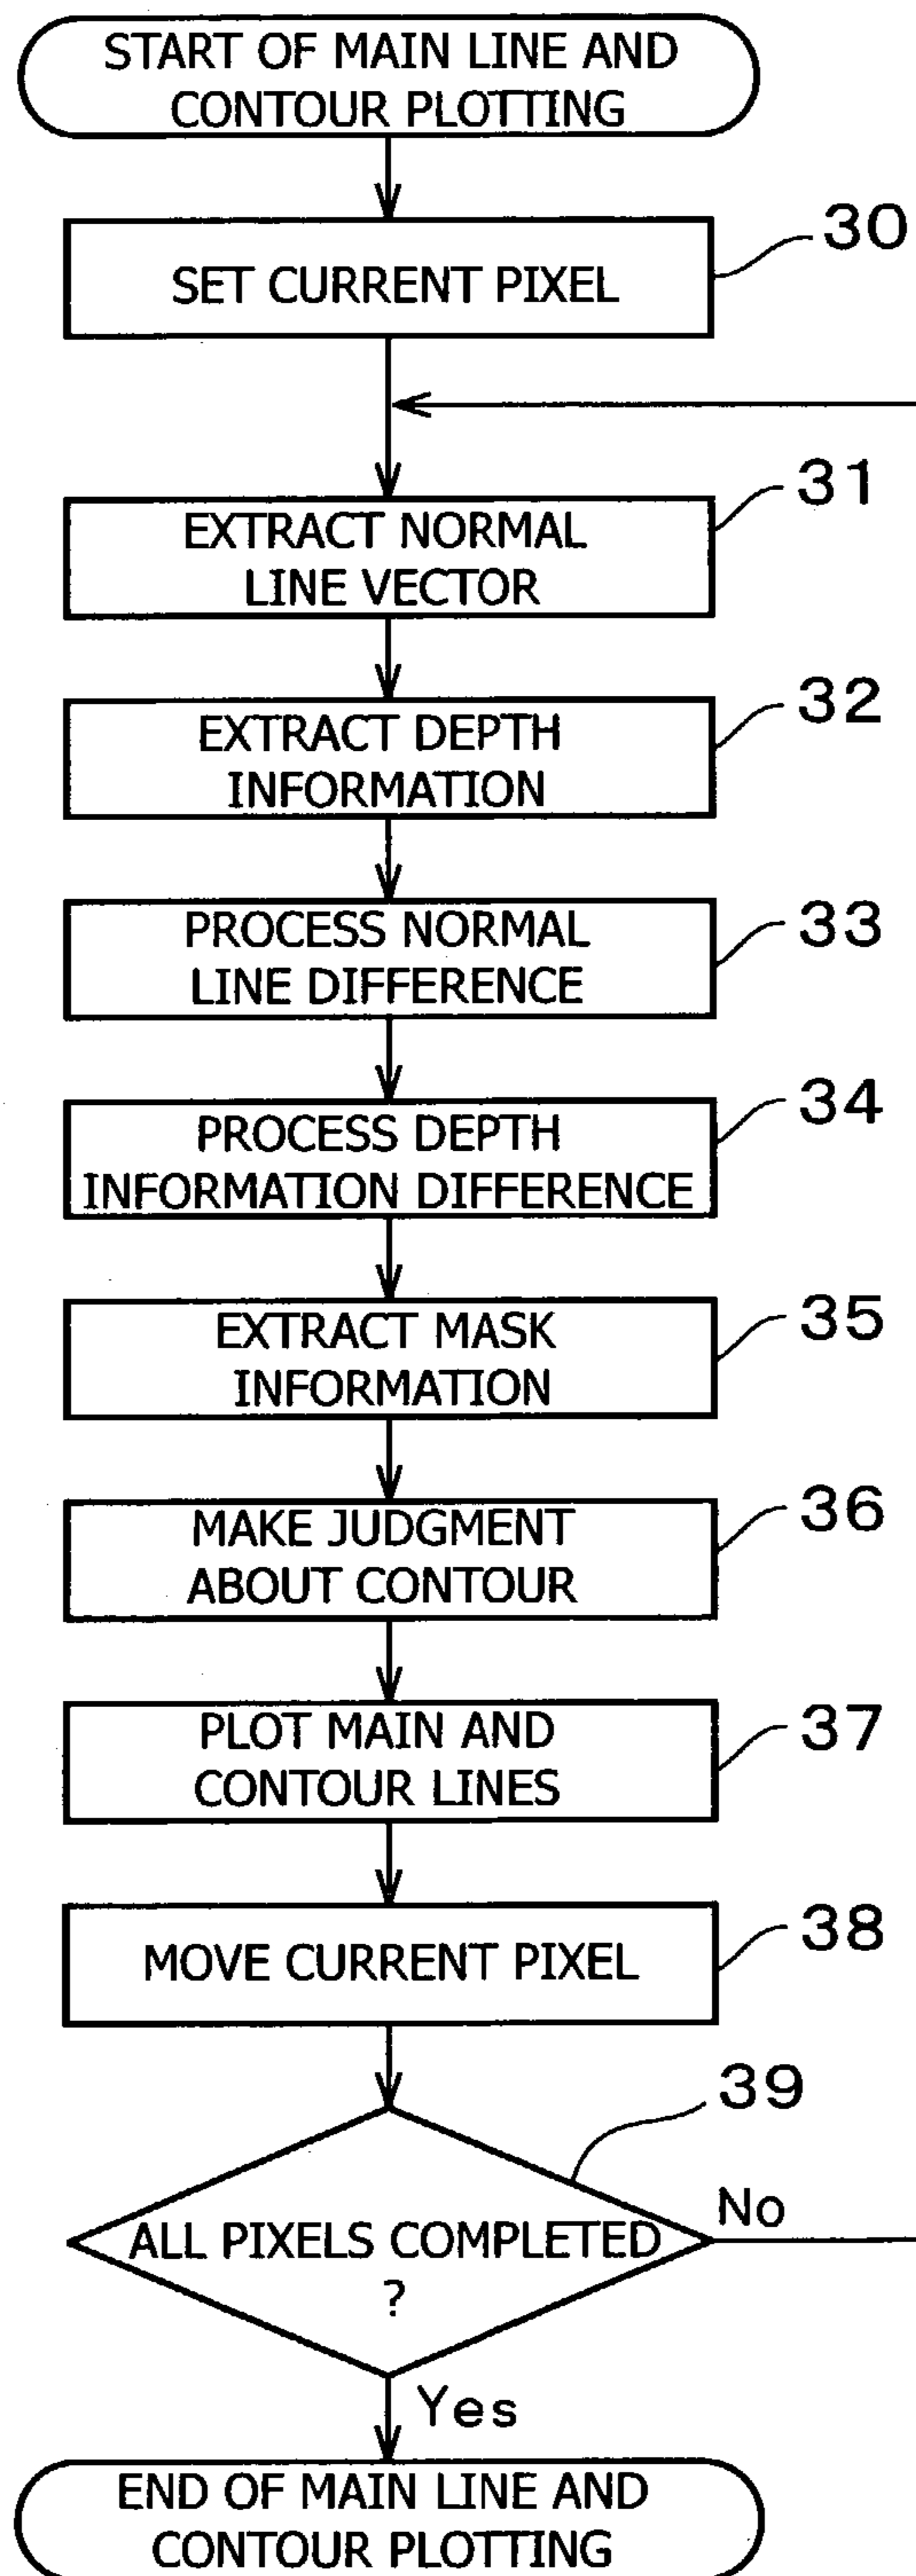 START OF MAIN LINE AND
CONTOUR PLOTTING
30
SET CURRENT PIXEL
31
EXTRACT NORMAL
LINE VECTOR
32
EXTRACT DEPTH
INFORMATION
33
PROCESS NORMAL
LINE DIFFERENCE
34
PROCESS DEPTH
INFORMATION DIFFERENCE
35
EXTRACT MASK
INFORMATION
36
MAKE JUDGMENT
ABOUT CONTOUR
37
PLOT MAIN AND
CONTOUR LINES
38
MOVE CURRENT PIXEL
39
No
ALL PIXELS COMPLETED
?
Yes
END OF MAIN LINE AND
CONTOUR PLOTTING